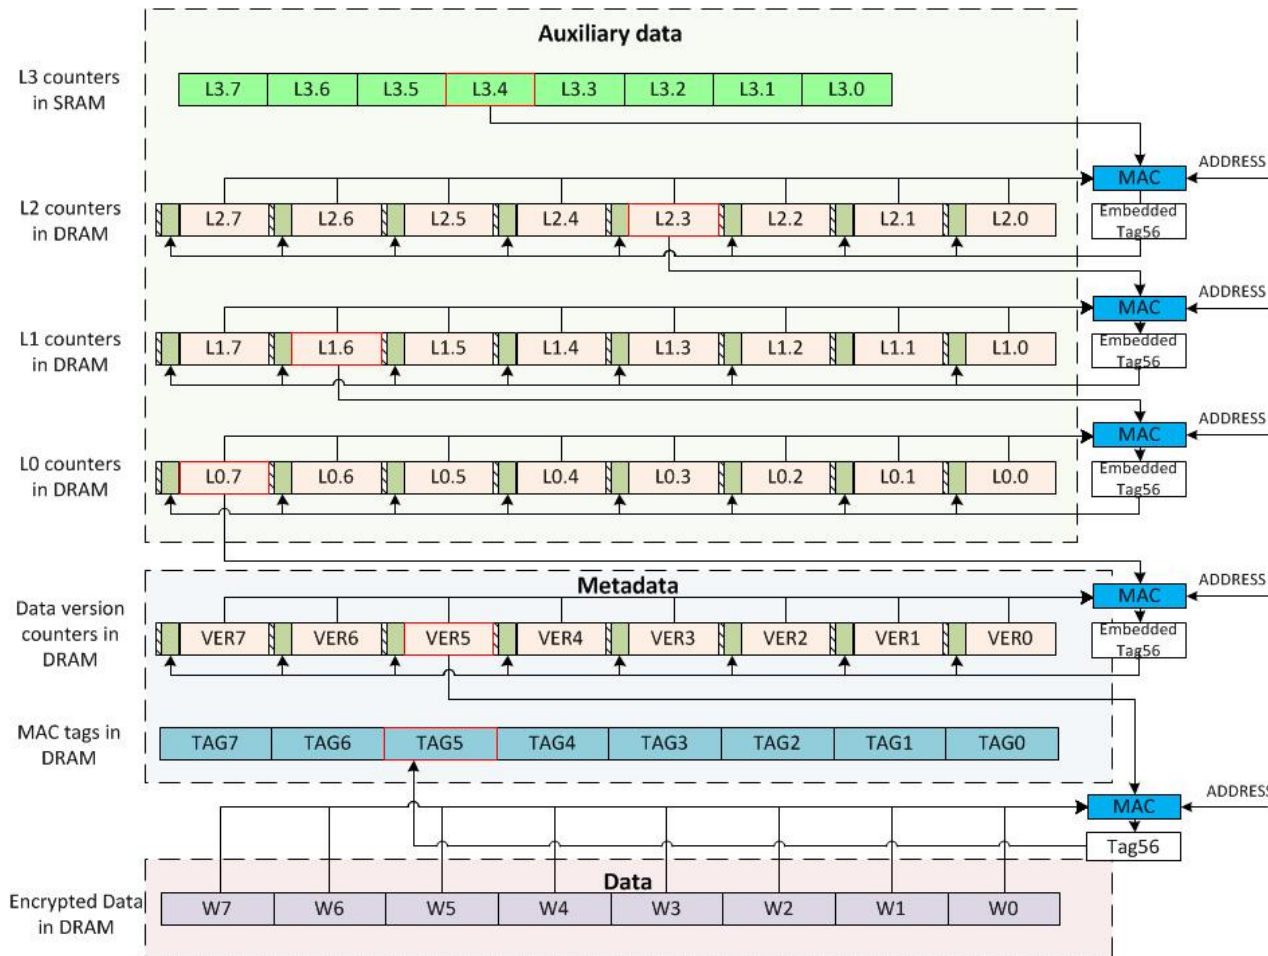 Auxiliary data
L3 counters
in SRAM
L3.7 L3.6 L3.5 L3.4 L3.3 L3.2 L3.1 L3.0
MAC
ADDRESS
L2 counters
in DRAM
L2.7 L2.6 L2.5 L2.4 L2.3 L2.2 L2.1 L2.0
Embedded
Tag56
MAC
ADDRESS
L1 counters
in DRAM
L1.7 L1.6 L1.5 L1.4 L1.3 L1.2 L1.1 L1.0
Embedded
Tag56
MAC
ADDRESS
L0 counters
in DRAM
L0.7 L0.6 L0.5 L0.4 L0.3 L0.2 L0.1 L0.0
Embedded
Tag56
Metadata
MAC
ADDRESS
Data version
counters in
DRAM
VER7 VER6 VER5 VER4 VER3 VER2 VER1 VER0
Embedded
Tag56
MAC tags in
DRAM
TAG7 TAG6 TAG5 TAG4 TAG3 TAG2 TAG1 TAG0
MAC
ADDRESS
Tag56
Data
Encrypted Data
in DRAM
W7 W6 W5 W4 W3 W2 W1 W0